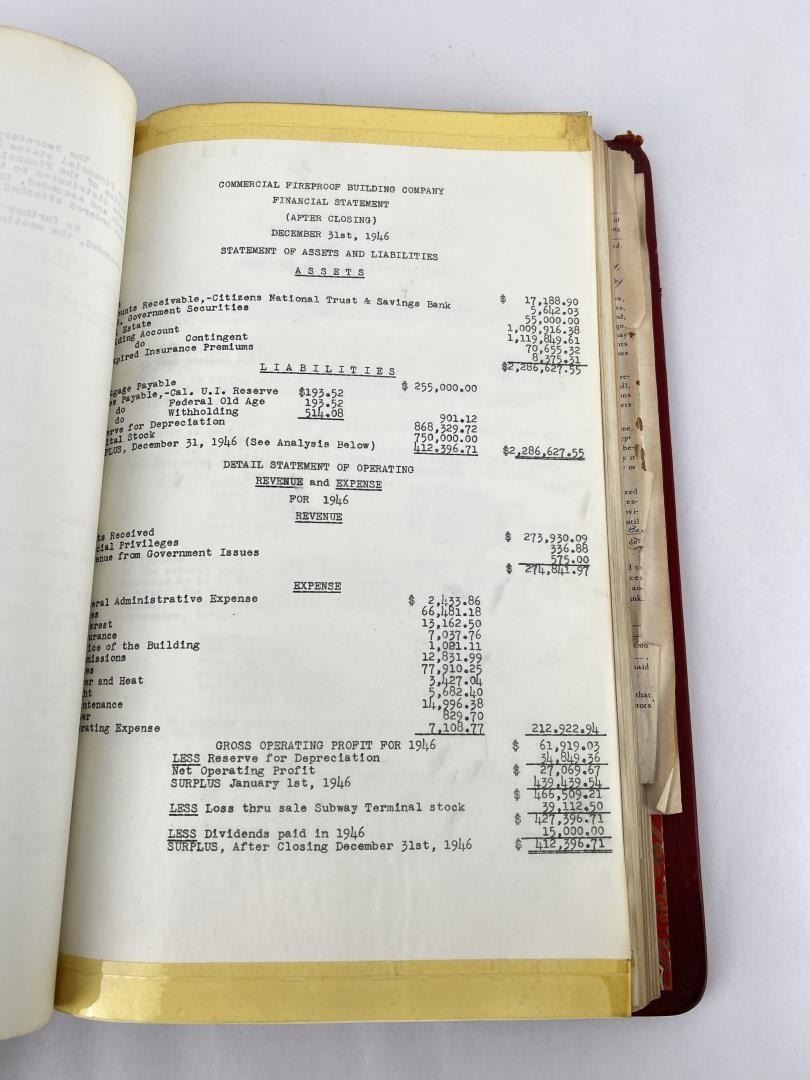 COMMERCIAL FIREPROOF BUILDING COMPANY
FINANCIAL STATEMENT
(AFTER CLOSING)
DECEMBER 31st, 1946
STATEMENT OF ASSETS AND LIABILITIES
A S S E T S
$ 17,188.90
Receivable,-Citizens National Trust & Savings Bank 5,642.03
Government Securities 55,000.00
Estate 1,009,916.38
Account 1,119,849.61
do Contingent 70,655.32
Insurance Premiums 8,375.31
$2,286,627.55
L I A B I L I T I E S
Payable $ 255,000.00
Payable,-Cal. U.I. Reserve $193.52
do Federal Old Age 193.52
do Withholding 514.08 901.12
for Depreciation 868,329.72
Stock 750,000.00
December 31, 1946 (See Analysis Below) 412,396.71 $2,286,627.55
DETAIL STATEMENT OF OPERATING
REVENUE and EXPENSE
FOR 1946
REVENUE
Received $ 273,930.09
Privileges 336.88
from Government Issues 575.00
$ 274,841.97
EXPENSE
Administrative Expense $ 2,433.86
66,481.18
13,162.50
7,037.76
of the Building 1,021.11
12,831.99
77,910.25
and Heat 3,427.04
5,682.40
14,996.38
829.70
Expense 7,108.77 212.922.94
GROSS OPERATING PROFIT FOR 1946 $ 61,919.03
LESS Reserve for Depreciation 34,849.36
Net Operating Profit $ 27,069.67
SURPLUS January 1st, 1946 439,439.54
$ 466,509.21
LESS Loss thru sale Subway Terminal stock 39,112.50
$ 427,396.71
LESS Dividends paid in 1946 15,000.00
SURPLUS, After Closing December 31st, 1946 $ 412,396.71